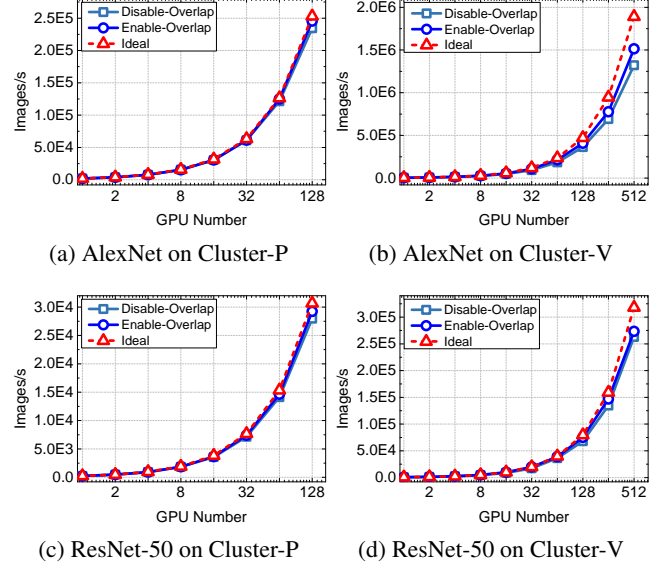 Disable-Overlap
Enable-Overlap
Ideal
2.5E5
2.0E5
1.5E5
1.0E5
5.0E4
0.0
Images/s
2 8 32 128
GPU Number
(a) AlexNet on Cluster-P
Disable-Overlap
Enable-Overlap
Ideal
2.0E6
1.5E6
1.0E6
5.0E5
0.0
Images/s
2 8 32 128 512
GPU Number
(b) AlexNet on Cluster-V
Disable-Overlap
Enable-Overlap
Ideal
3.0E4
2.5E4
2.0E4
1.5E4
1.0E4
5.0E3
0.0
Images/s
2 8 32 128
GPU Number
(c) ResNet-50 on Cluster-P
Disable-Overlap
Enable-Overlap
Ideal
3.0E5
2.5E5
2.0E5
1.5E5
1.0E5
5.0E4
0.0
Images/s
2 8 32 128 512
GPU Number
(d) ResNet-50 on Cluster-V